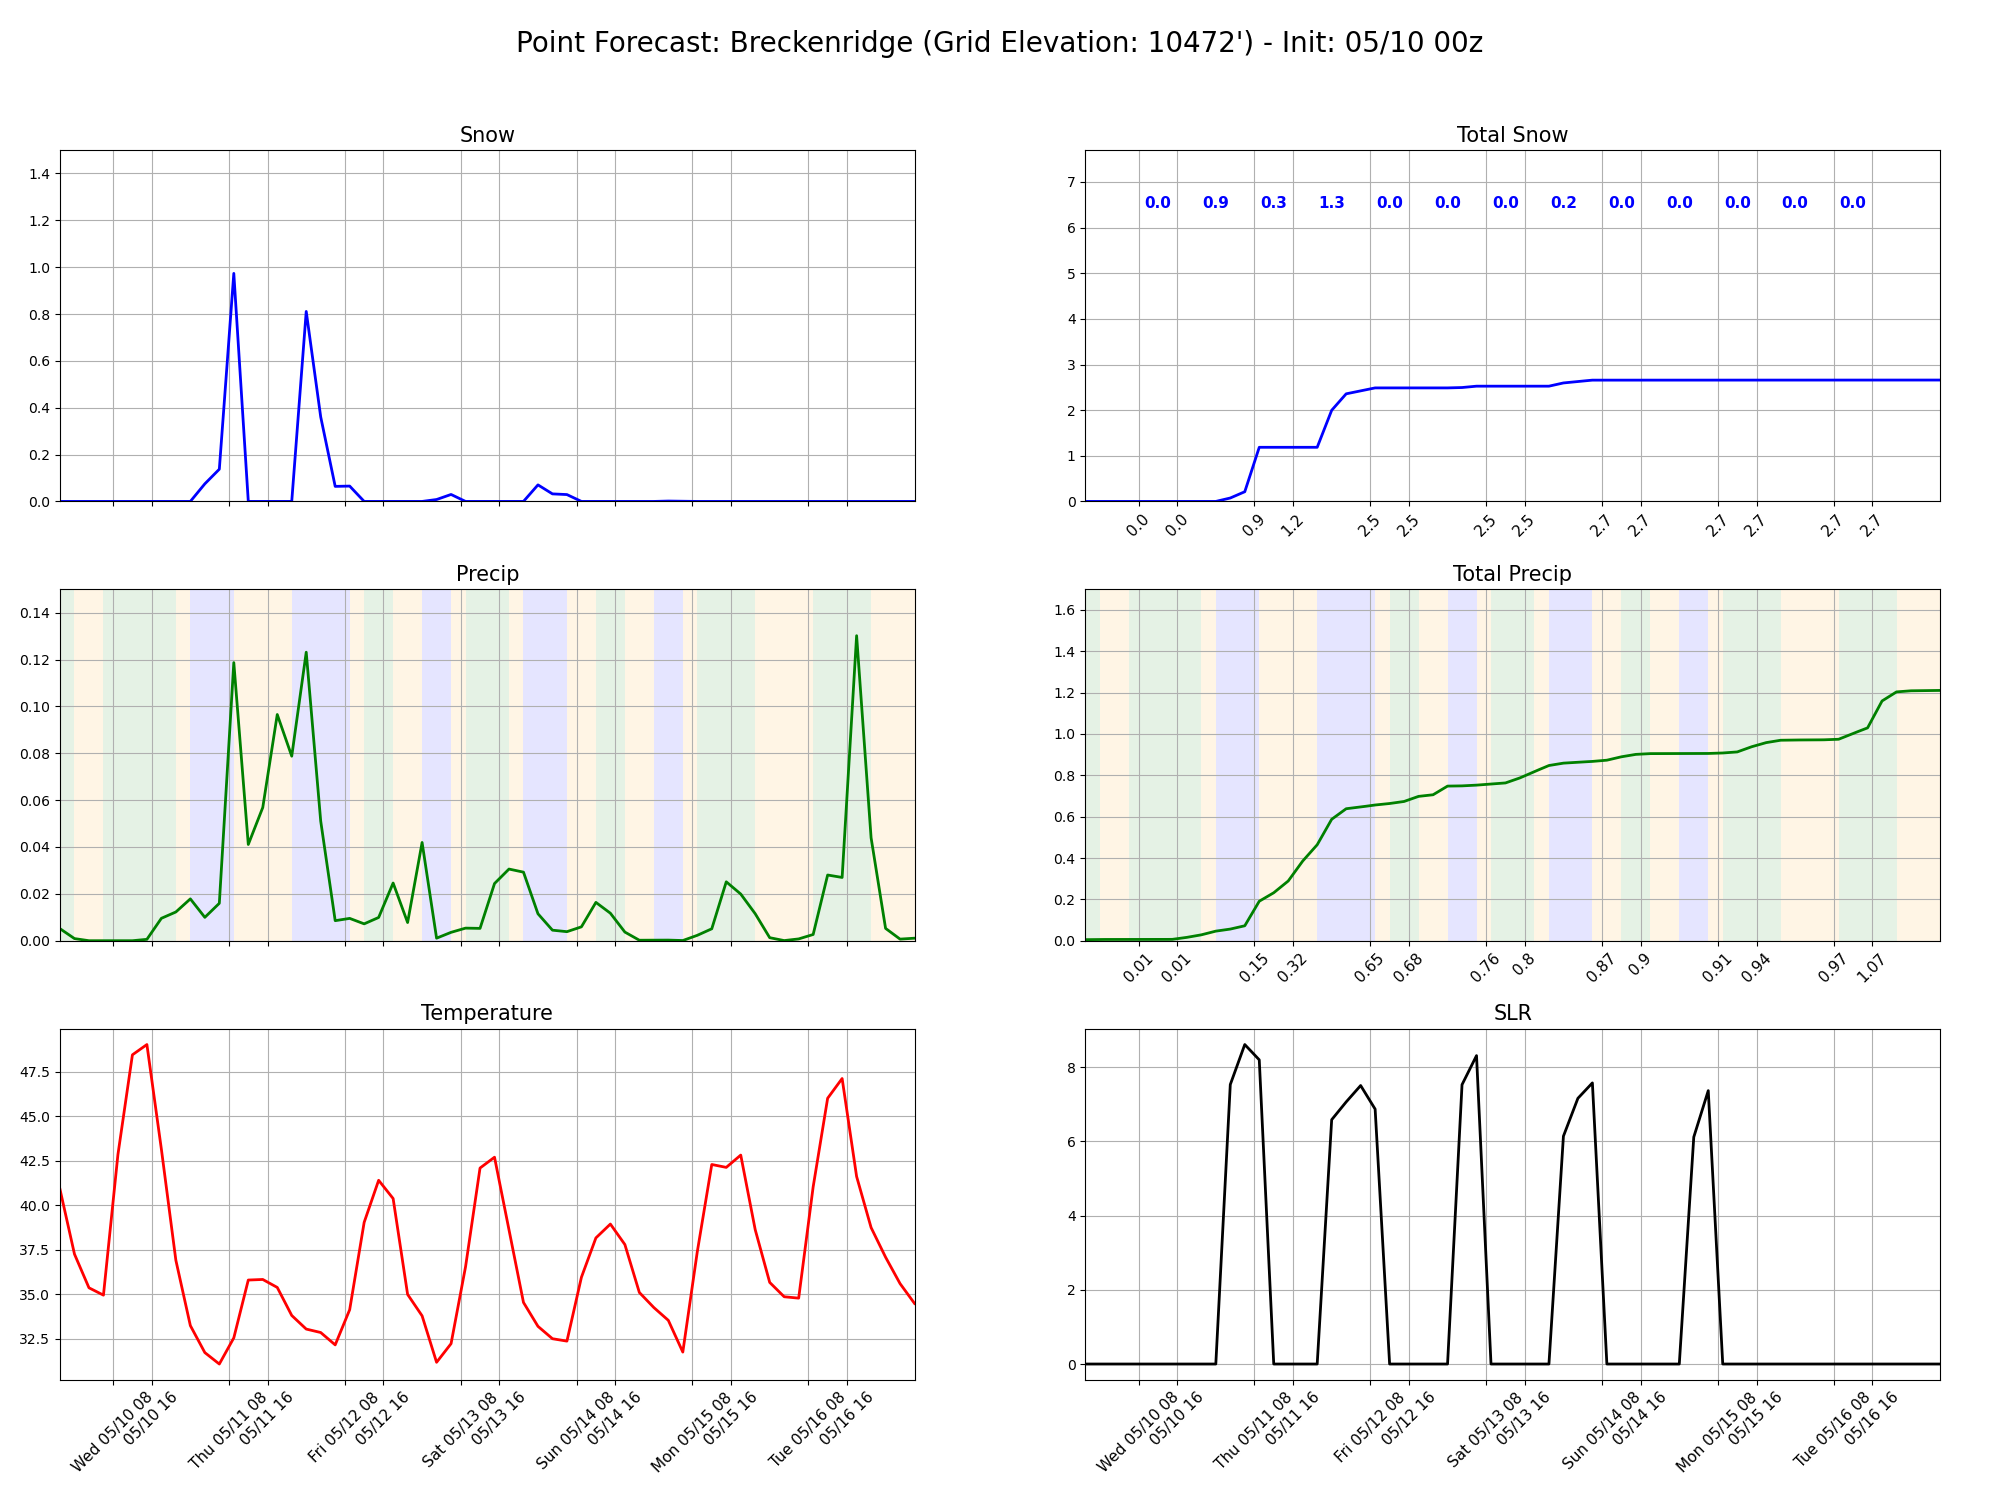 Point Forecast: Breckenridge (Grid Elevation: 10472') - Init: 05/10 00z
Snow
1.4
1.2
1.0
0.8
0.6
0.4
0.2
0.0
Total Snow
7
6
5
4
3
2
1
0
0.0 0.9 0.3 1.3 0.0 0.0 0.0 0.2 0.0 0.0 0.0 0.0 0.0
0.0 0.0 0.9 1.2 2.5 2.5 2.5 2.5 2.7 2.7 2.7 2.7 2.7 2.7
Precip
0.14
0.12
0.10
0.08
0.06
0.04
0.02
0.00
Total Precip
1.6
1.4
1.2
1.0
0.8
0.6
0.4
0.2
0.0
0.01 0.01 0.15 0.32 0.65 0.68 0.76 0.8 0.87 0.9 0.91 0.94 0.97 1.07
Temperature
47.5
45.0
42.5
40.0
37.5
35.0
32.5
Wed 05/10 08
05/10 16
Thu 05/11 08
05/11 16
Fri 05/12 08
05/12 16
Sat 05/13 08
05/13 16
Sun 05/14 08
05/14 16
Mon 05/15 08
05/15 16
Tue 05/16 08
05/16 16
SLR
8
6
4
2
0
Wed 05/10 08
05/10 16
Thu 05/11 08
05/11 16
Fri 05/12 08
05/12 16
Sat 05/13 08
05/13 16
Sun 05/14 08
05/14 16
Mon 05/15 08
05/15 16
Tue 05/16 08
05/16 16